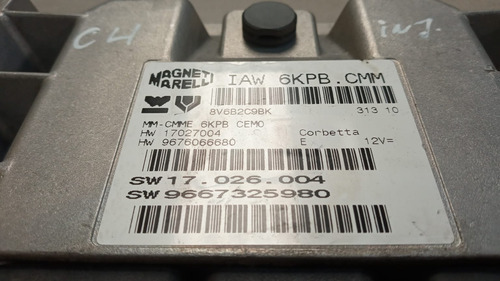 C4
INJ.
MAGNETI
MARELLI
IAW 6KPB.CMM
8V6B2C9BK
313 10
MM-CMME 6KPB CEMO
HW 17027004
Corbetta
HW 9676066680
E
12V=
SW 17.026.004
SW 9667325980